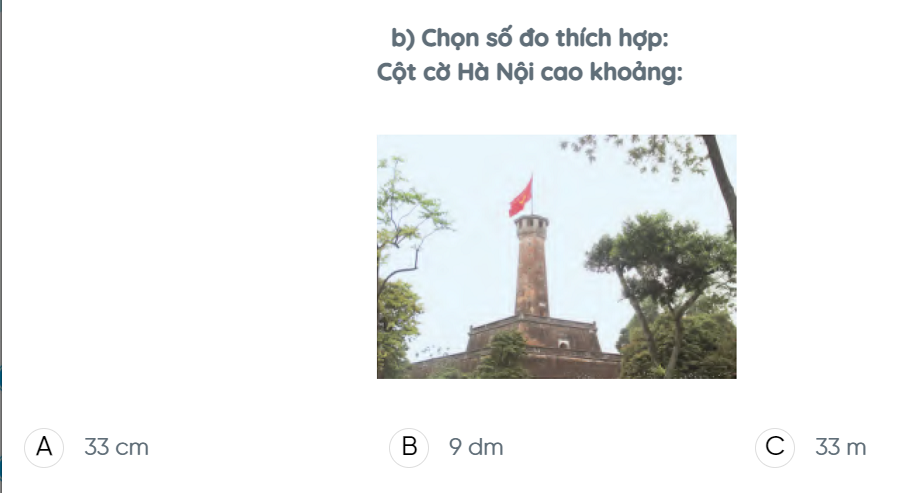 b) Chọn số đo thích hợp:
Cột cờ Hà Nội cao khoảng:
A 33 cm
B 9 dm
C 33 m